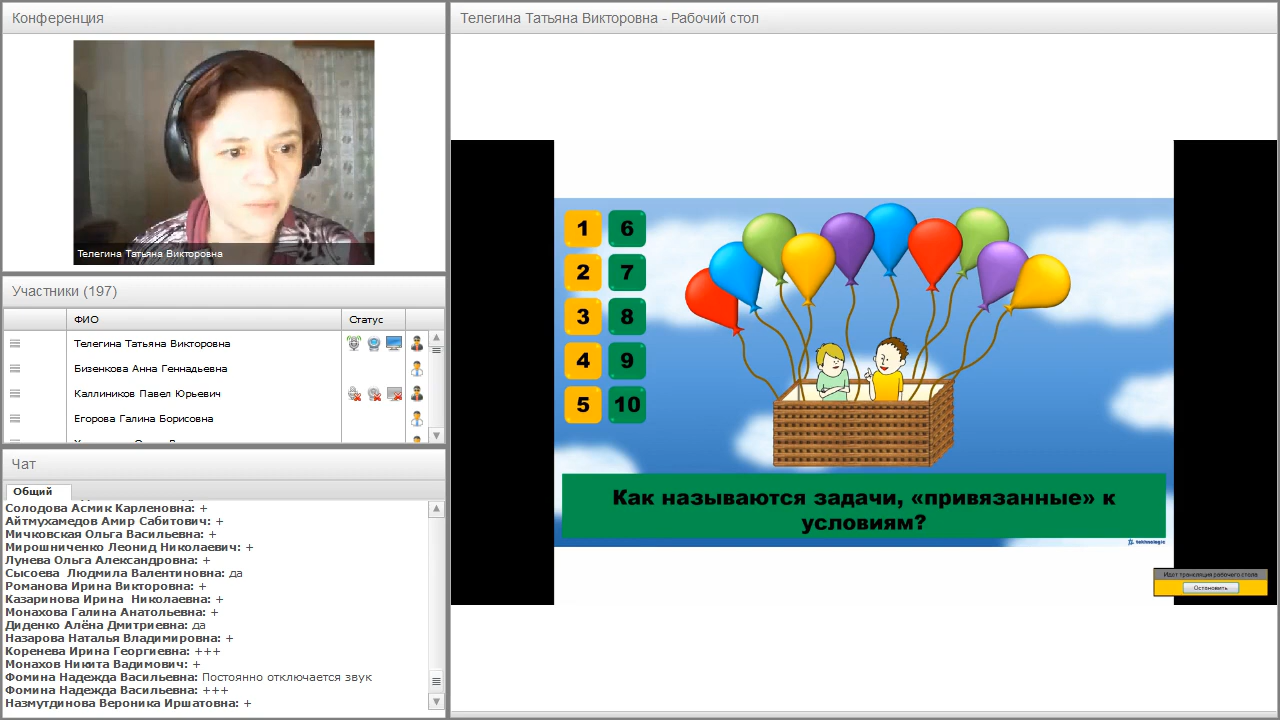 Конференция
Телегина Татьяна Викторовна
Участники (197)
ФИО
Статус
Телегина Татьяна Викторовна
Бизенкова Анна Геннадьевна
Каллиников Павел Юрьевич
Егорова Галина Борисовна
Чат
Общий
Солодова Асмик Карленовна: +
Айтмухамедов Амир Сабитович: +
Мичковская Ольга Васильевна: +
Мирошниченко Леонид Николаевич: +
Лунева Ольга Александровна: +
Сысоева Людмила Валентиновна: да
Романова Ирина Викторовна: +
Казаринова Ирина Николаевна: +
Монахова Галина Анатольевна: +
Диденко Алёна Дмитриевна: да
Назарова Наталья Владимировна: +
Коренева Ирина Георгиевна: +++
Монахов Никита Вадимович: +
Фомина Надежда Васильевна: Постоянно отключается звук
Фомина Надежда Васильевна: +++
Назмутдинова Вероника Иршатовна: +
Телегина Татьяна Викторовна - Рабочий стол
1 6
2 7
3 8
4 9
5 10
Как называются задачи, «привязанные» к
условиям?
tekhnologic
Идет трансляция рабочего стола
Остановить